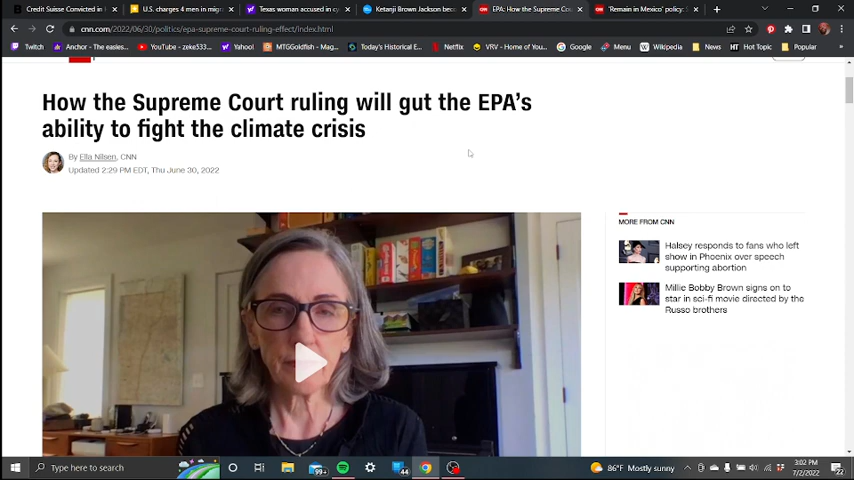 Credit Suisse Convicted in
U.S. charges 4 men in migr
Texas woman accused in cy
Ketanji Brown Jackson bec
EPA: How the Supreme Cou
'Remain in Mexico' policy: S
cnn.com/2022/06/30/politics/epa-supreme-court-ruling-effect/index.html
Twitch
Anchor - The easies...
YouTube - zeke533...
Yahoo!
MTGGoldfish - Mag...
Today's Historical E...
Netflix
VRV - Home of You...
Google
Menu
Wikipedia
News
Hot Topic
Popular
How the Supreme Court ruling will gut the EPA's
ability to fight the climate crisis
By Ella Nilsen, CNN
Updated 2:29 PM EDT, Thu June 30, 2022
MORE FROM CNN
Halsey responds to fans who left
show in Phoenix over speech
supporting abortion
Millie Bobby Brown signs on to
star in sci-fi movie directed by the
Russo brothers
Type here to search
99+
44
86°F Mostly sunny
3:02 PM
7/2/2022
22